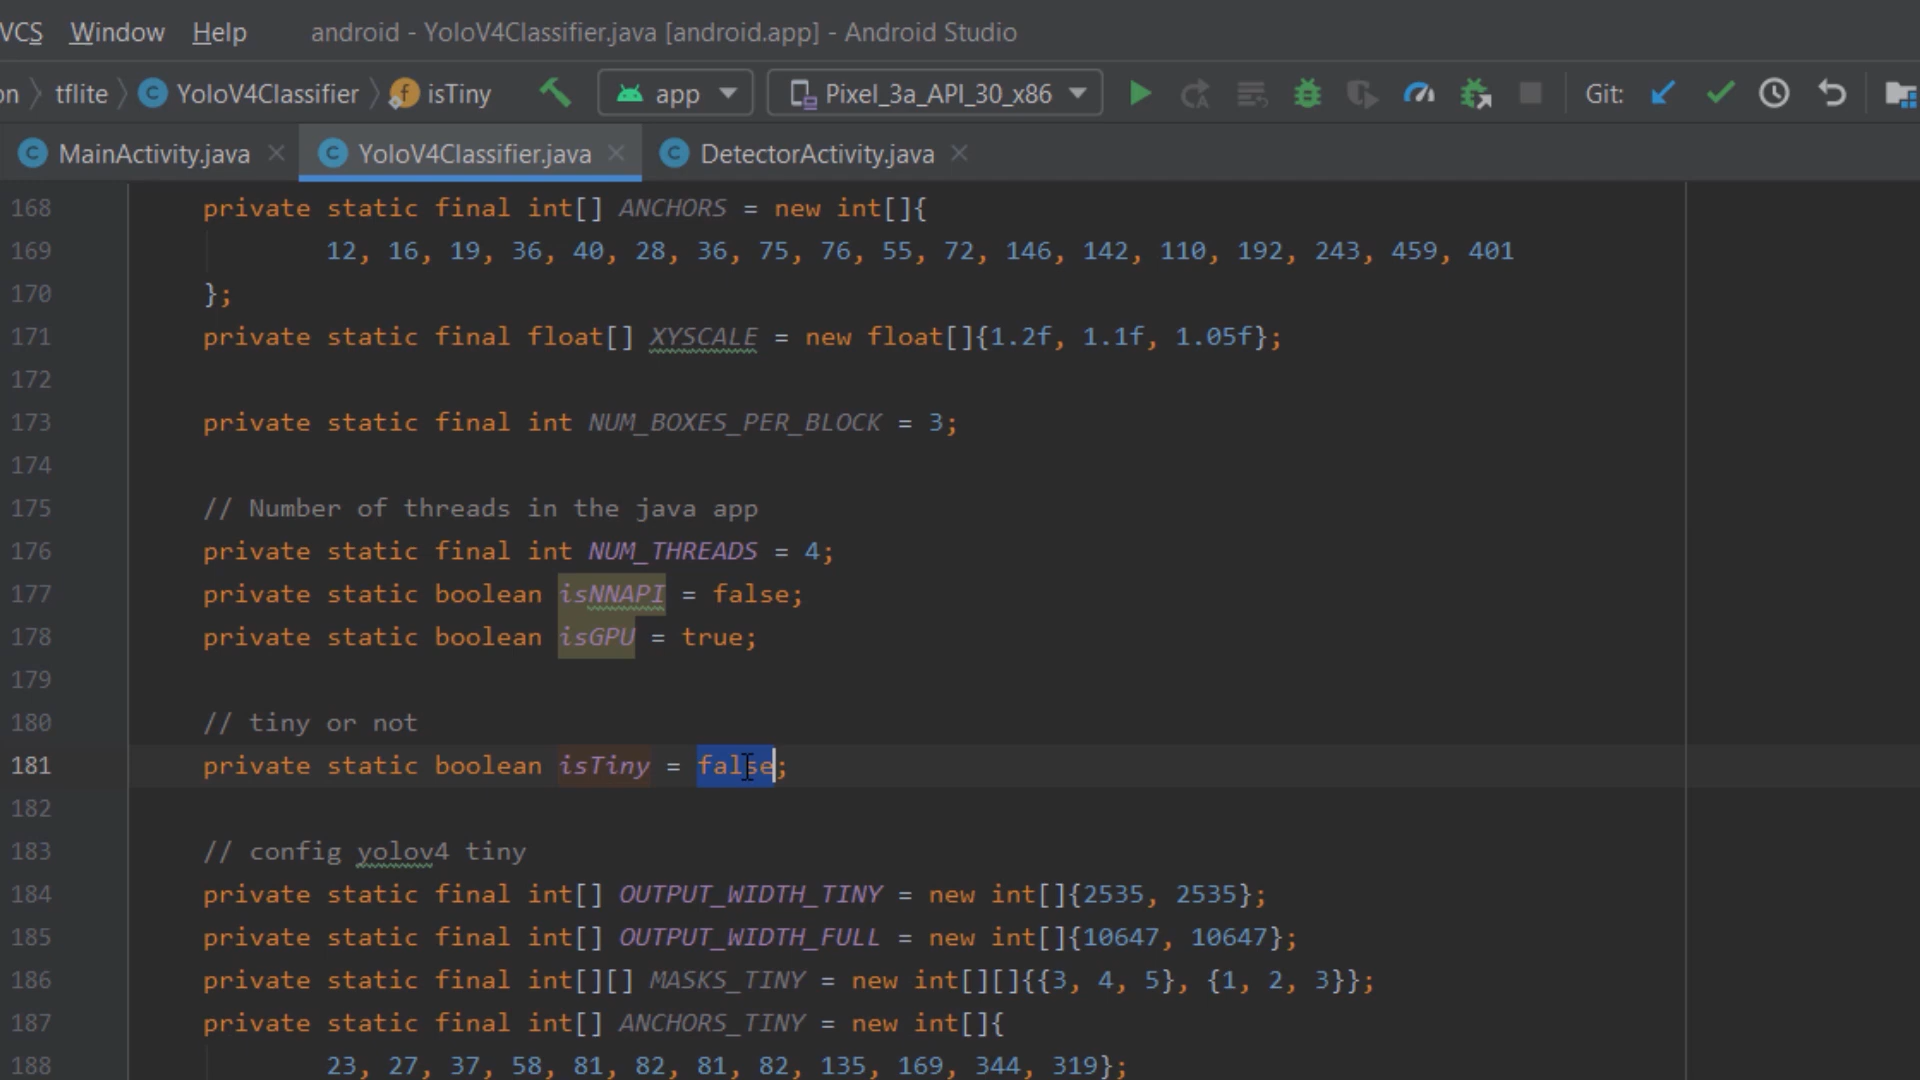 VCS Window Help android - YoloV4Classifier.java [android.app] - Android Studio
on tflite YoloV4Classifier isTiny app Pixel_3a_API_30_x86 Git:
MainActivity.java YoloV4Classifier.java DetectorActivity.java
168 private static final int[] ANCHORS = new int[]{
169 12, 16, 19, 36, 40, 28, 36, 75, 76, 55, 72, 146, 142, 110, 192, 243, 459, 401
170 };
171 private static final float[] XYSCALE = new float[]{1.2f, 1.1f, 1.05f};
172
173 private static final int NUM_BOXES_PER_BLOCK = 3;
174
175 // Number of threads in the java app
176 private static final int NUM_THREADS = 4;
177 private static boolean isNNAPI = false;
178 private static boolean isGPU = true;
179
180 // tiny or not
181 private static boolean isTiny = false;
182
183 // config yolov4 tiny
184 private static final int[] OUTPUT_WIDTH_TINY = new int[]{2535, 2535};
185 private static final int[] OUTPUT_WIDTH_FULL = new int[]{10647, 10647};
186 private static final int[][] MASKS_TINY = new int[][]{{3, 4, 5}, {1, 2, 3}};
187 private static final int[] ANCHORS_TINY = new int[]{
188 23, 27, 37, 58, 81, 82, 81, 82, 135, 169, 344, 319};